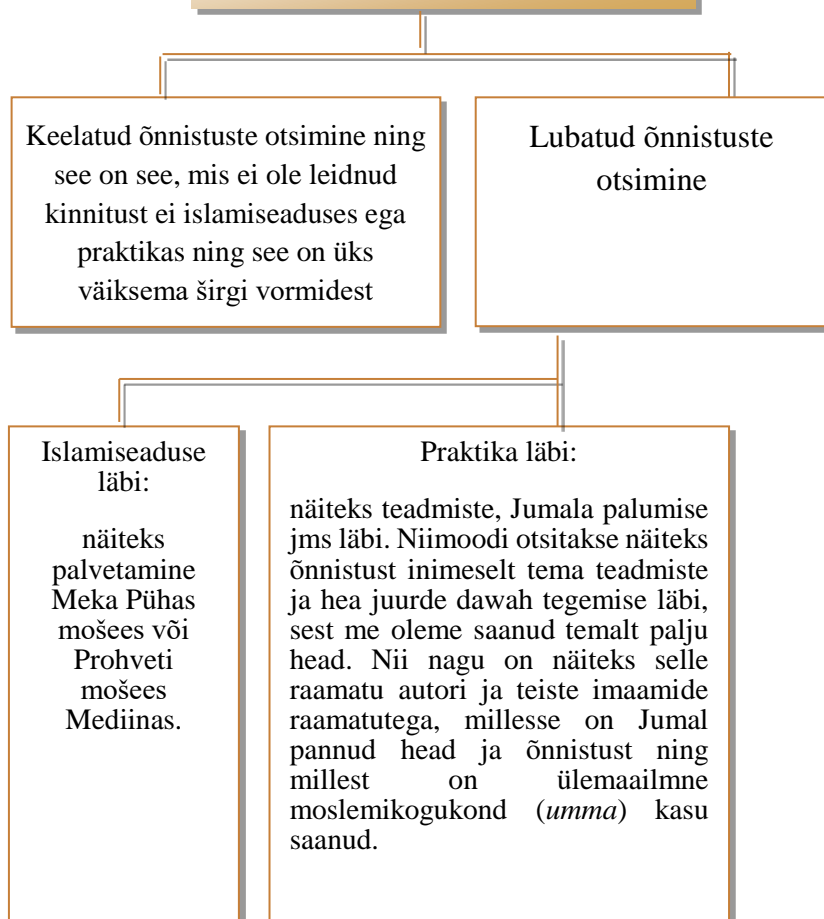 Keelatud õnnistuste otsimine ning
see on see, mis ei ole leidnud
kinnitust ei islamiseaduses ega
praktikas ning see on üks
väiksema širgi vormidest
Lubatud õnnistuste
otsimine
Islamiseaduse
läbi:
näiteks
palvetamine
Meka Pühas
mošees või
Prohveti
mošees
Mediinas.
Praktika läbi:
näiteks teadmiste, Jumala palumise
jms läbi. Niimoodi otsitakse näiteks
õnnistust inimeselt tema teadmiste
ja hea juurde dawah tegemise läbi,
sest me oleme saanud temalt palju
head. Nii nagu on näiteks selle
raamatu autori ja teiste imaamide
raamatutega, millesse on Jumal
pannud head ja õnnistust ning
millest on ülemaailmne
moslemikogukond (umma) kasu
saanud.